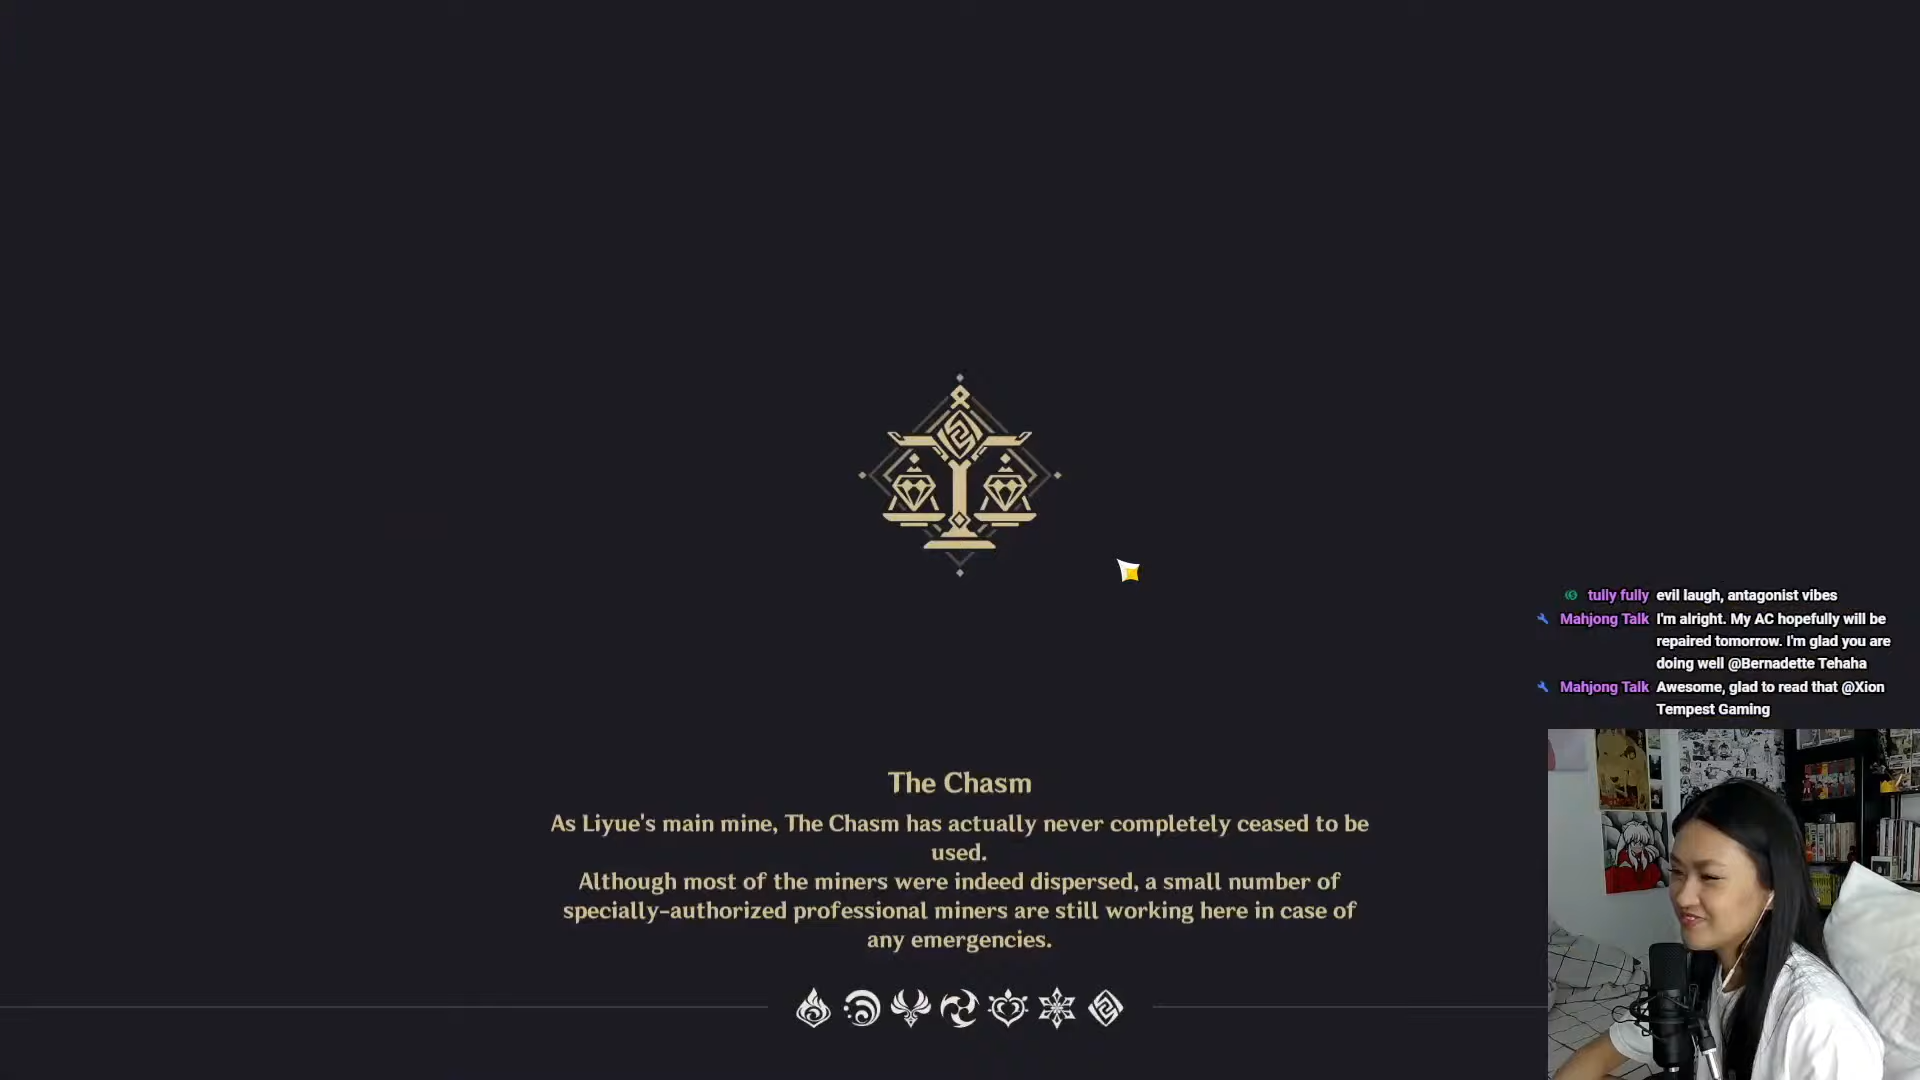 tully fully evil laugh, antagonist vibes
Mahjong Talk I'm alright. My AC hopefully will be
repaired tomorrow. I'm glad you are
doing well @Bernadette Tehaha
Mahjong Talk Awesome, glad to read that @Xion
Tempest Gaming
The Chasm
As Liyue's main mine, The Chasm has actually never completely ceased to be
used.
Although most of the miners were indeed dispersed, a small number of
specially-authorized professional miners are still working here in case of
any emergencies.